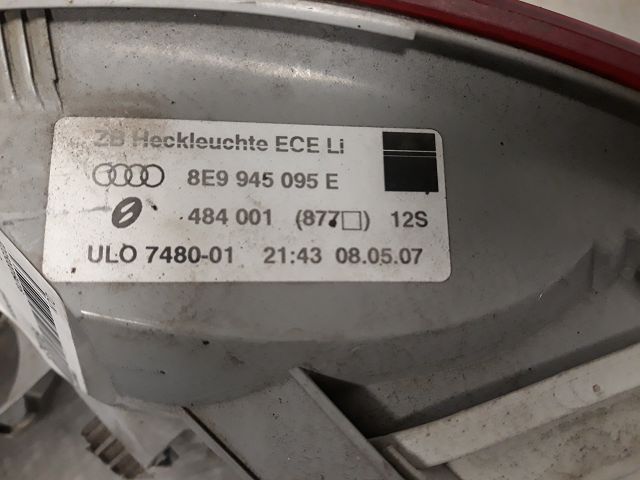 ZB Heckleuchte ECE Li
8E9 945 095 E
484 001 (877□) 12S
ULO 7480-01 21:43 08.05.07